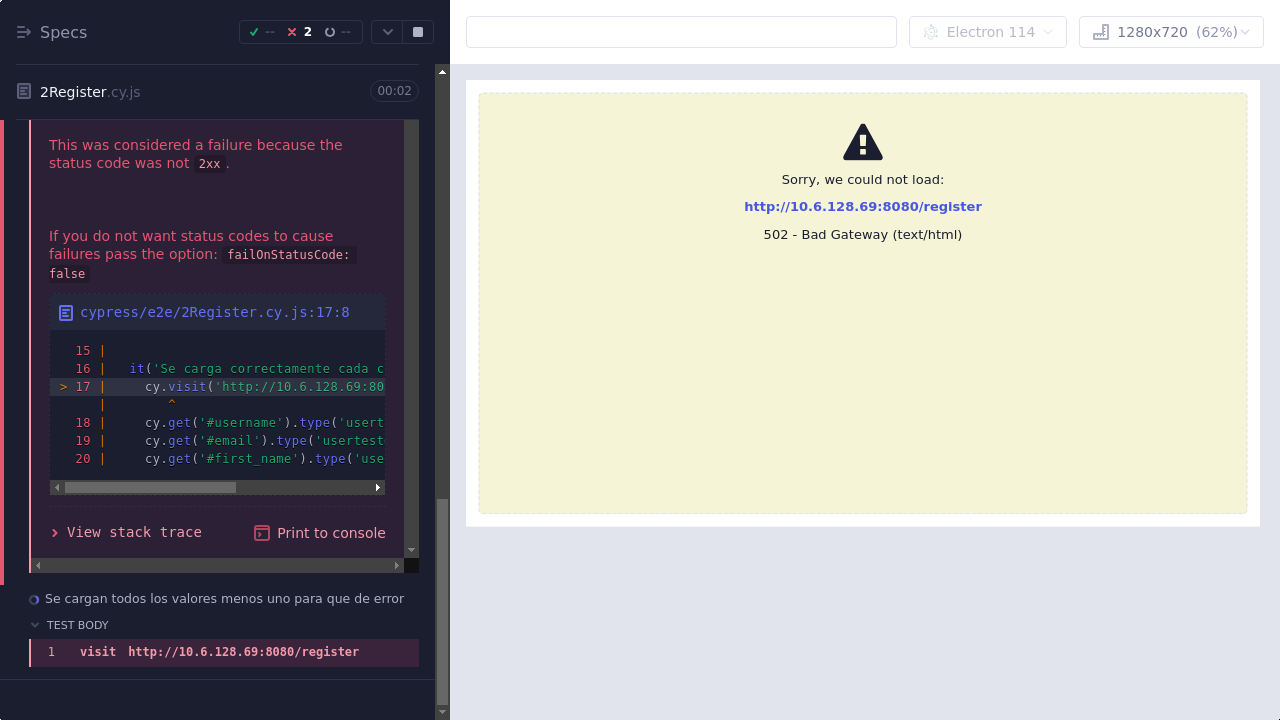 Specs
-- 2 --
2Register.cy.js 00:02
This was considered a failure because the
status code was not 2xx .
If you do not want status codes to cause
failures pass the option: failOnStatusCode:
false
cypress/e2e/2Register.cy.js:17:8
15 |
16 | it('Se carga correctamente cada c
> 17 | cy.visit('http://10.6.128.69:80
| ^
18 | cy.get('#username').type('usert
19 | cy.get('#email').type('usertest
20 | cy.get('#first_name').type('use
View stack trace Print to console
Se cargan todos los valores menos uno para que de error
TEST BODY
1 visit http://10.6.128.69:8080/register
Electron 114 1280x720 (62%)
Sorry, we could not load:
http://10.6.128.69:8080/register
502 - Bad Gateway (text/html)